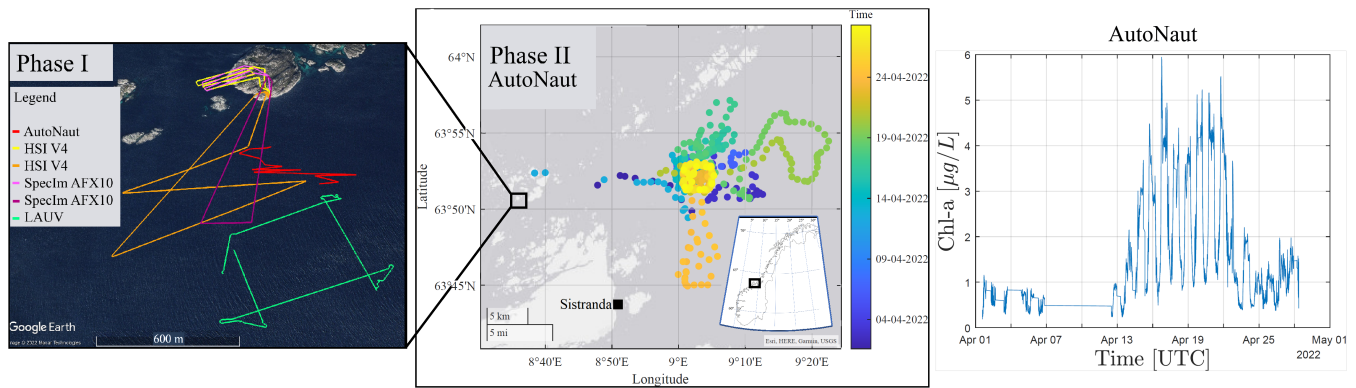 Phase I
Legend
AutoNaut
HSI V4
HSI V4
SpecIm AFX10
SpecIm AFX10
LAUV
Google Earth
600 m
Phase II
AutoNaut
Time
64°N
63°55'N
63°50'N
63°45'N
Latitude
8°40'E
8°50'E
9°E
9°10'E
9°20'E
Longitude
Sistranda
5 km
5 mi
Esri, HERE, Garmin, USGS
24-04-2022
19-04-2022
14-04-2022
09-04-2022
04-04-2022
AutoNaut
Chl-a [μg/L]
6
5
4
3
2
1
0
Apr 01
Apr 07
Apr 13
Apr 19
Apr 25
May 01
2022
Time [UTC]